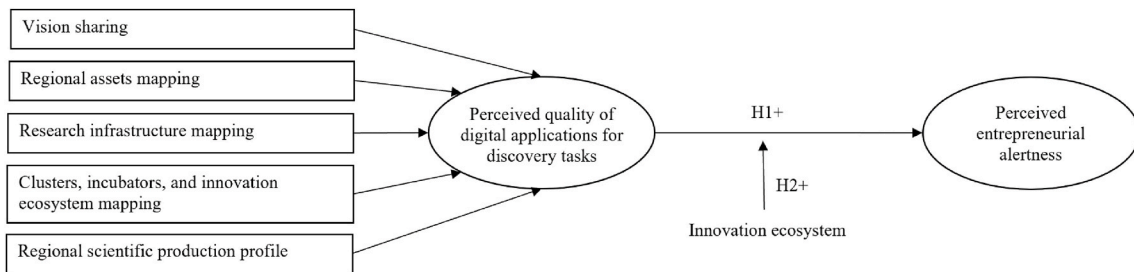 Vision sharing
Regional assets mapping
Research infrastructure mapping
Clusters, incubators, and innovation
ecosystem mapping
Regional scientific production profile
Perceived quality of
digital applications for
discovery tasks
H1+
H2+
Innovation ecosystem
Perceived
entrepreneurial
alertness